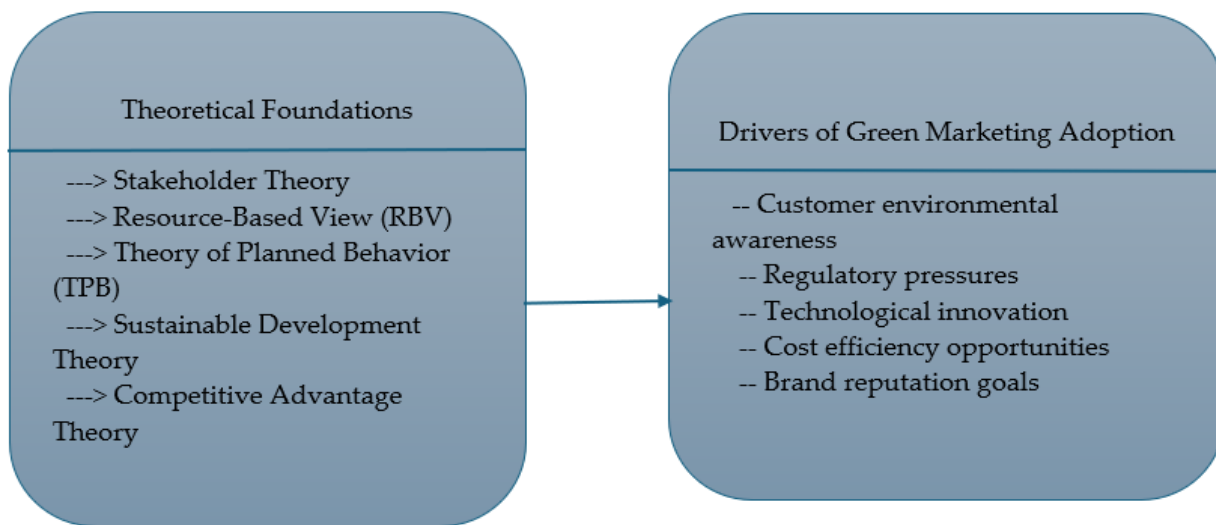 Theoretical Foundations
---> Stakeholder Theory
---> Resource-Based View (RBV)
---> Theory of Planned Behavior
(TPB)
---> Sustainable Development
Theory
---> Competitive Advantage
Theory
Drivers of Green Marketing Adoption
-- Customer environmental
awareness
-- Regulatory pressures
-- Technological innovation
-- Cost efficiency opportunities
-- Brand reputation goals